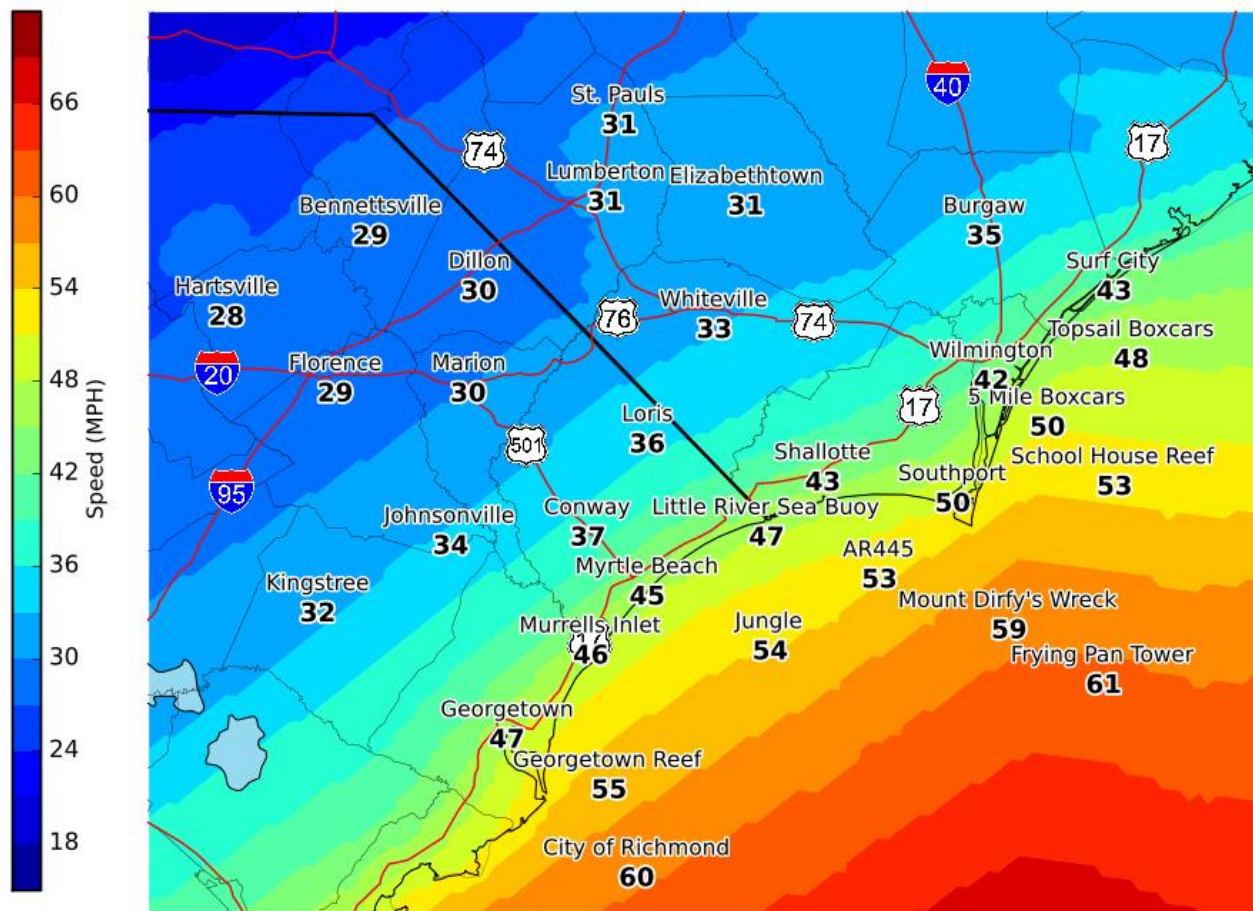 66
60
54
48
42
36
30
24
18
Speed (MPH)
40
17
St. Pauls
31
74
Lumberton
31
Elizabethtown
31
Bennettsville
29
Burgaw
35
Dillon
30
Surf City
43
Hartsville
28
Whiteville
33
76
74
Topsail Boxcars
48
Wilmington
42
Florence
29
20
Marion
30
5 Mile Boxcars
50
17
Loris
36
501
Shallotte
43
School House Reef
53
Southport
50
95
Johnsonville
34
Conway
37
Little River Sea Buoy
47
AR445
53
Myrtle Beach
45
Kingstree
32
Mount Dirfy's Wreck
59
Murrells Inlet
17
46
Jungle
54
Frying Pan Tower
61
Georgetown
47
Georgetown Reef
55
City of Richmond
60